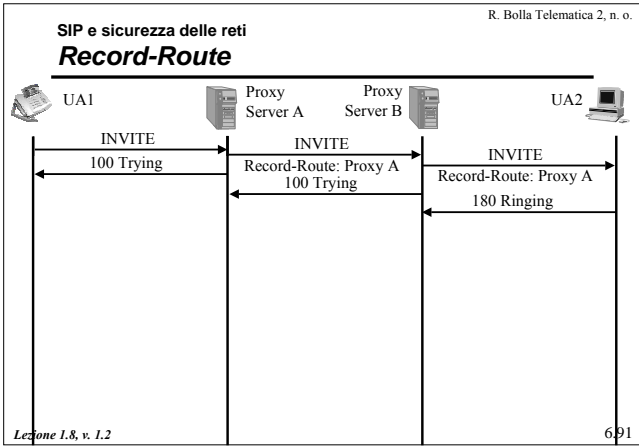 R. Bolla Telematica 2, n. o.
SIP e sicurezza delle reti
Record-Route
UA1
Proxy
Server A
Proxy
Server B
UA2
INVITE
100 Trying
INVITE
Record-Route: Proxy A
100 Trying
INVITE
Record-Route: Proxy A
180 Ringing
Lezione 1.8, v. 1.2
6.91